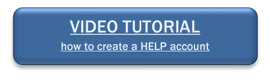 VIDEO TUTORIAL
how to create a HELP account